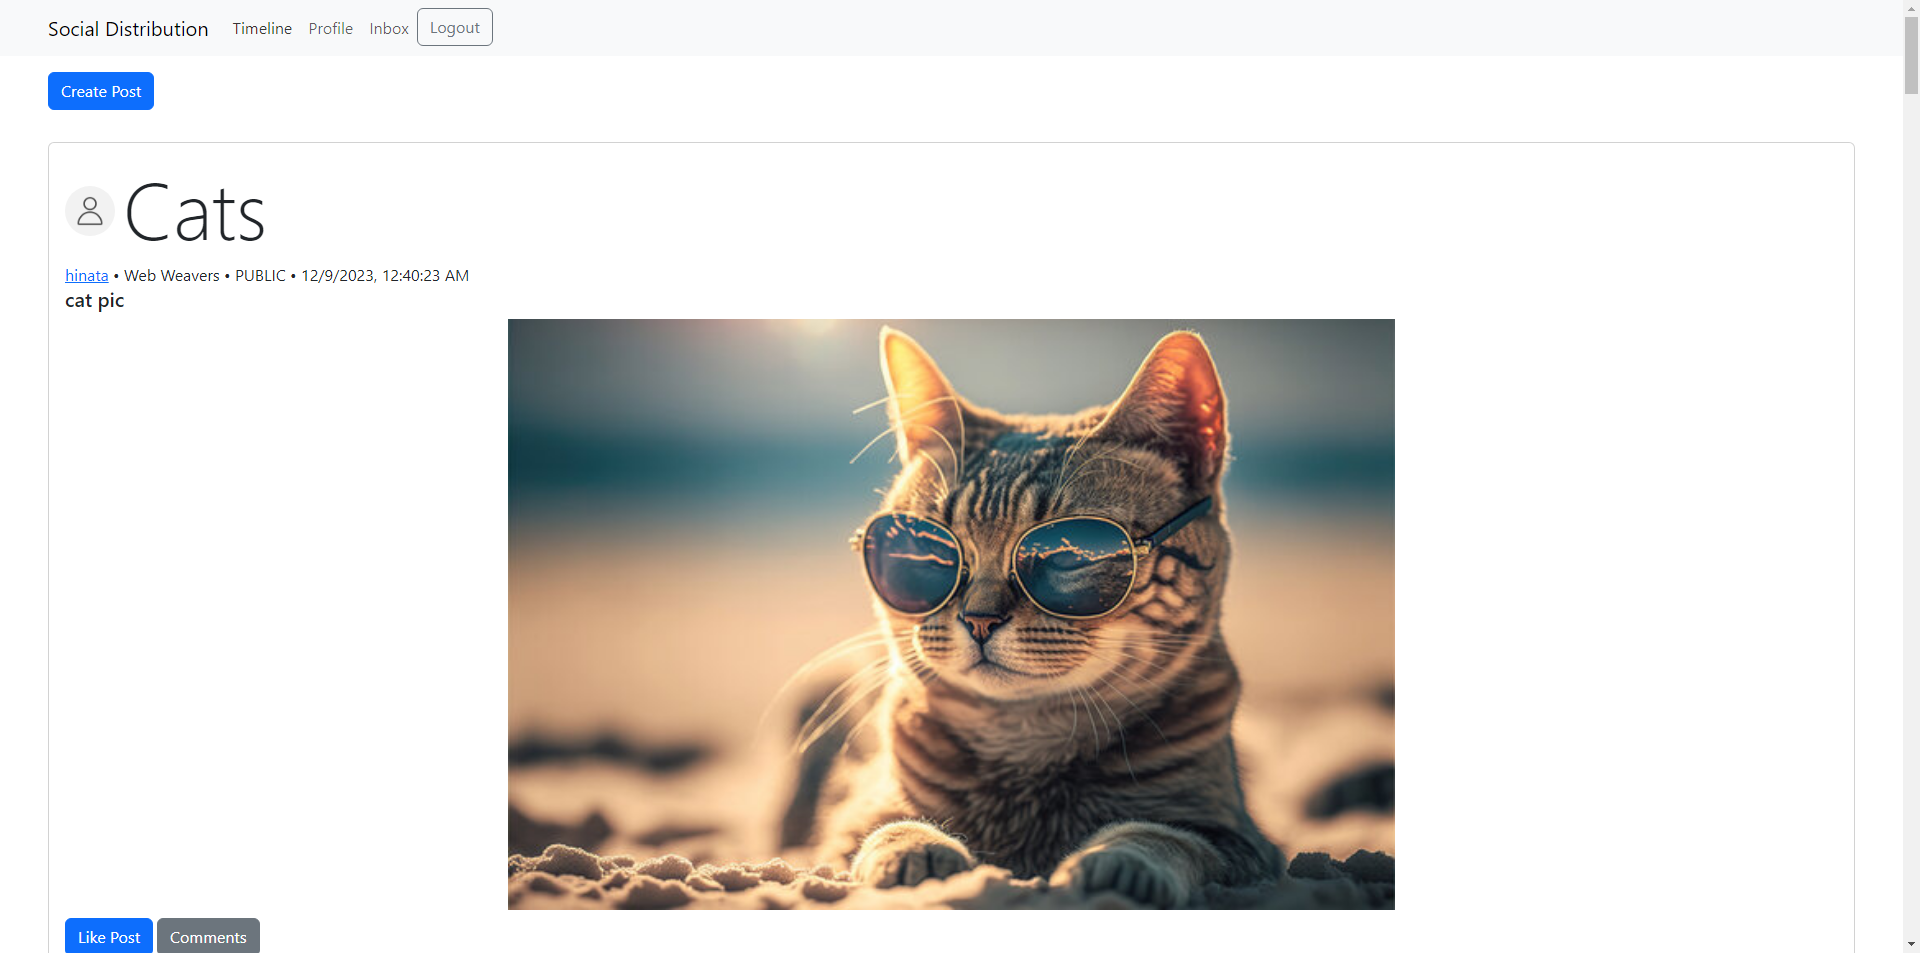 Social Distribution Timeline Profile Inbox Logout
Create Post
Cats
hinata • Web Weavers • PUBLIC • 12/9/2023, 12:40:23 AM
cat pic
Like Post Comments